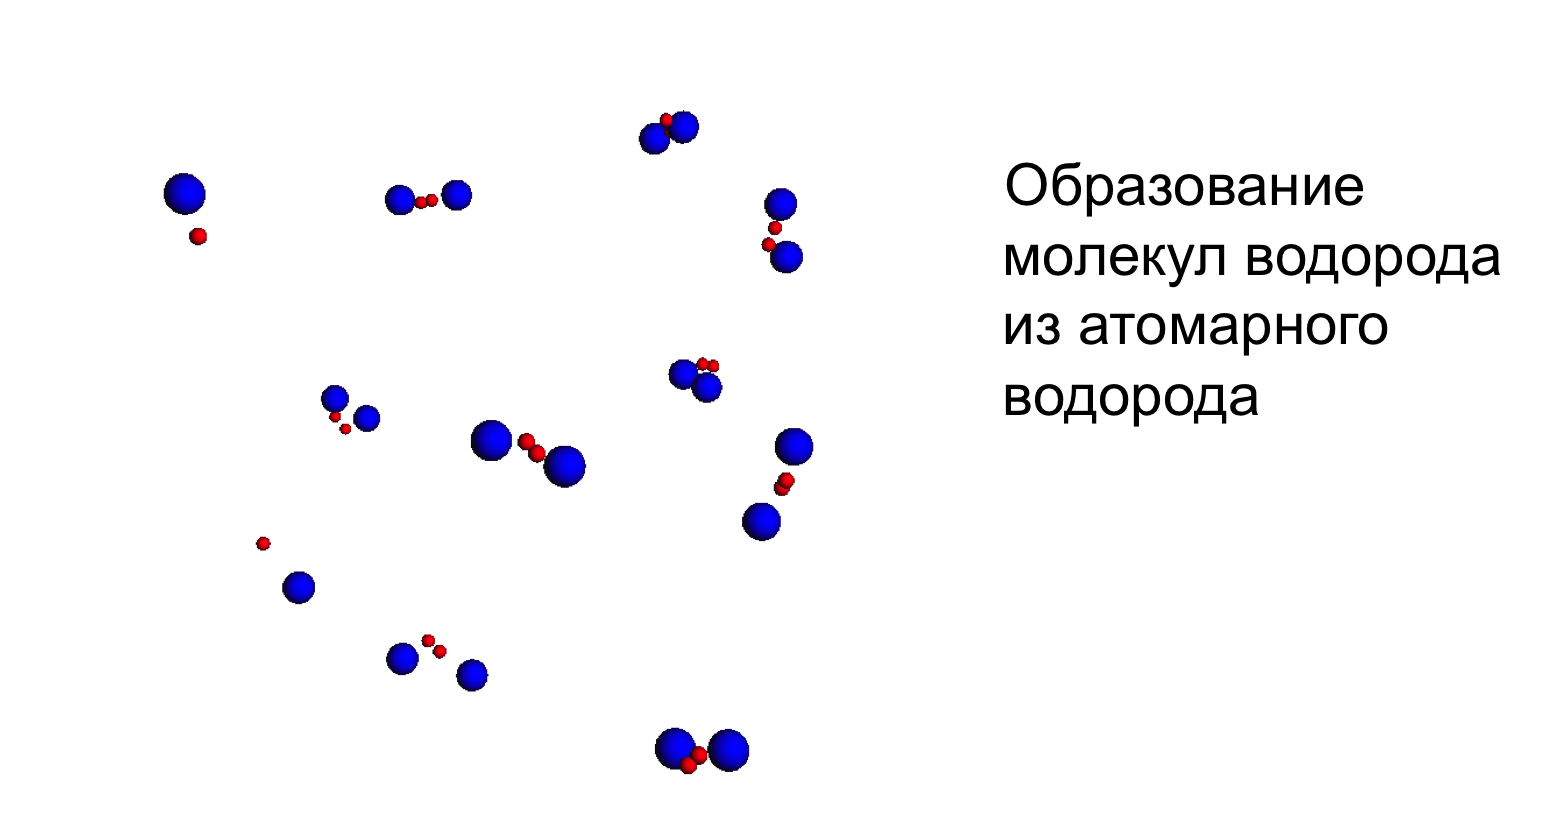 Образование
молекул водорода
из атомарного
водорода